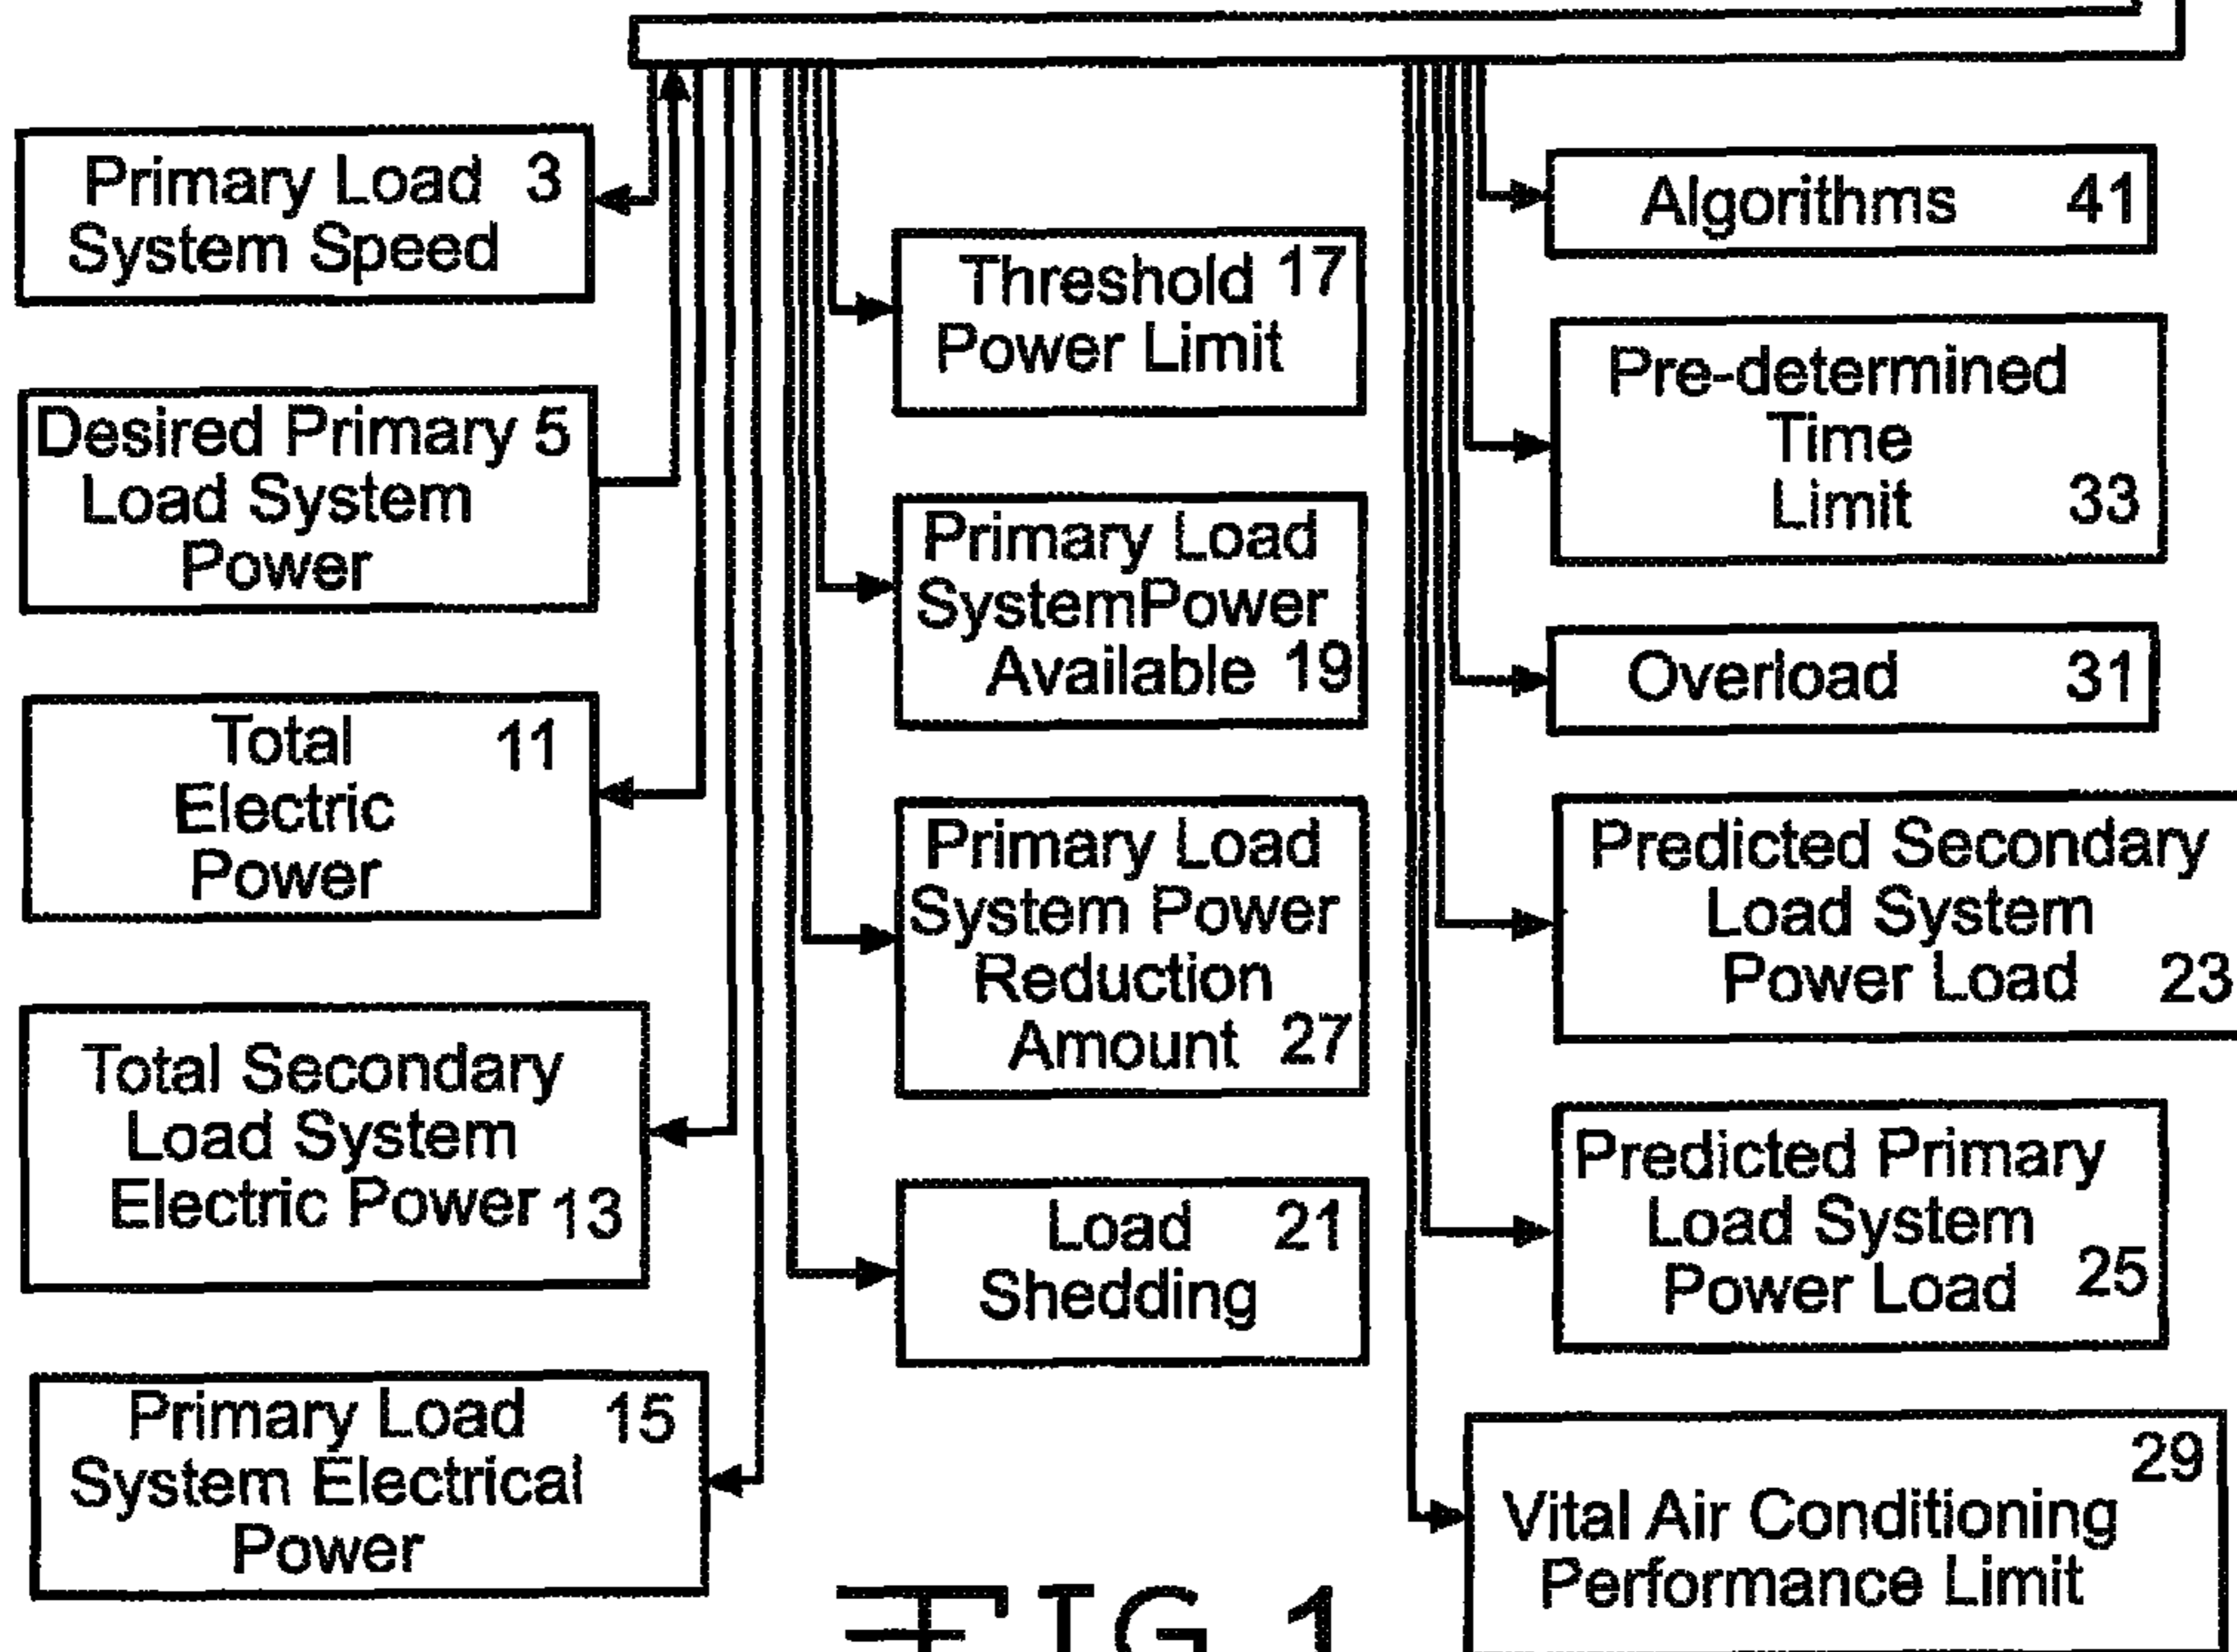 Primary Load 3
System Speed
Desired Primary 5
Load System
Power
Total 11
Electric
Power
Total Secondary
Load System
Electric Power 13
Primary Load 15
System Electrical
Power
Threshold 17
Power Limit
Primary Load
SystemPower
Available 19
Primary Load
System Power
Reduction
Amount 27
Load 21
Shedding
Algorithms 41
Pre-determined
Time
Limit 33
Overload 31
Predicted Secondary
Load System
Power Load 23
Predicted Primary
Load System
Power Load 25
29
Vital Air Conditioning
Performance Limit
FIG 1